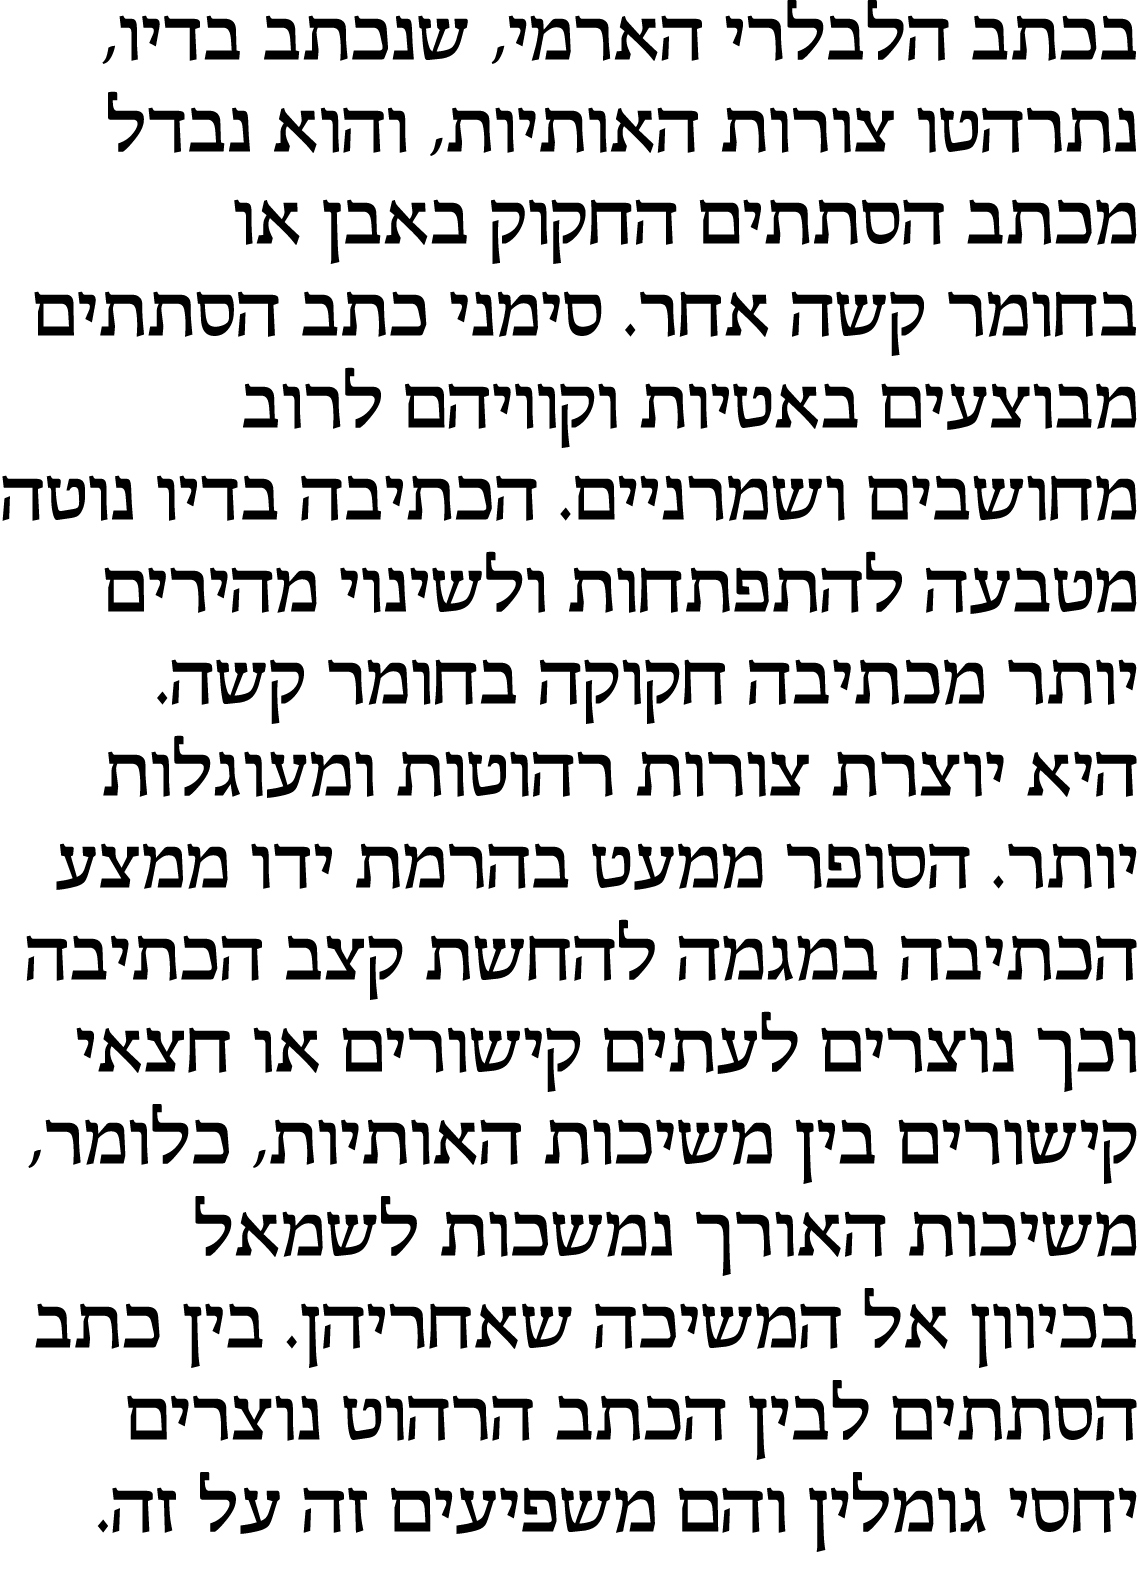 בכתב הלבלרי הארמי, שנכתב בדיו,
נתרהטו צורות האותיות, והוא נבדל
מכתב הסתתים החקוק באבן או
בחומר קשה אחר. סימני כתב הסתתים
מבוצעים באטיות וקוויהם לרוב
מחושבים ושמרניים. הכתיבה בדיו נוטה
מטבעה להתפתחות ולשינוי מהירים
יותר מכתיבה חקוקה בחומר קשה.
היא יוצרת צורות רהוטות ומעוגלות
יותר. הסופר ממעט בהרמת ידו ממצע
הכתיבה במגמה להחשת קצב הכתיבה
וכך נוצרים לעתים קישורים או חצאי
קישורים בין משיכות האותיות, כלומר,
משיכות האורך נמשכות לשמאל
בכיוון אל המשיכה שאחריהן. בין כתב
הסתתים לבין הכתב הרהוט נוצרים
יחסי גומלין והם משפיעים זה על זה.